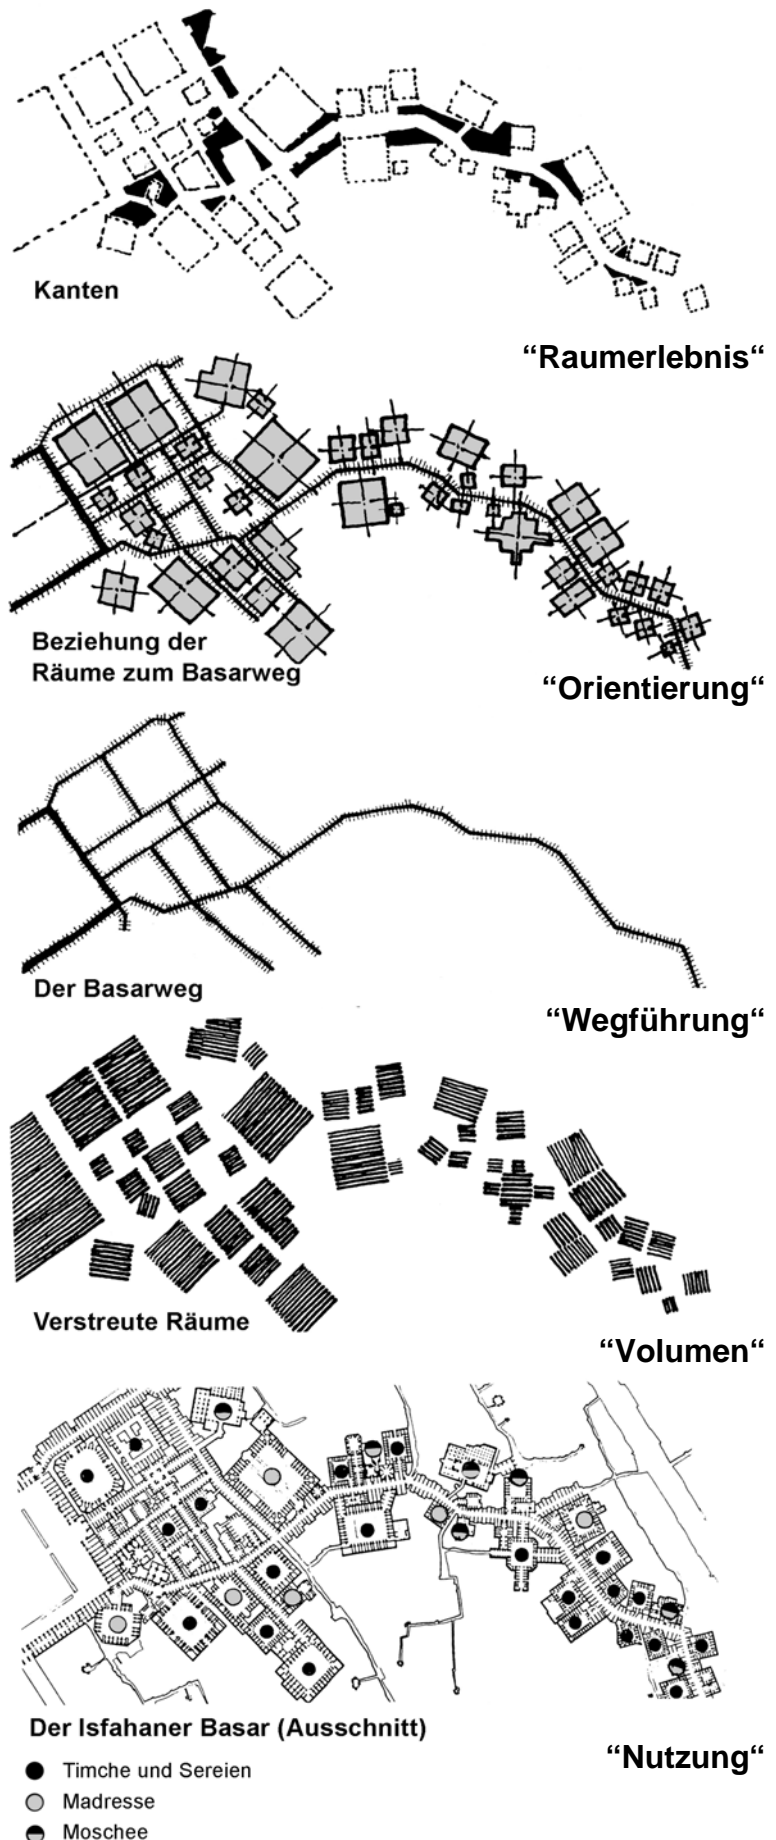 Kanten
“Raumerlebnis“
Beziehung der
Räume zum Basarweg
“Orientierung“
Der Basarweg
“Wegführung“
Verstreute Räume
“Volumen“
Der Isfahaner Basar (Ausschnitt)
“Nutzung“
Timche und Sereien
Madresse
Moschee